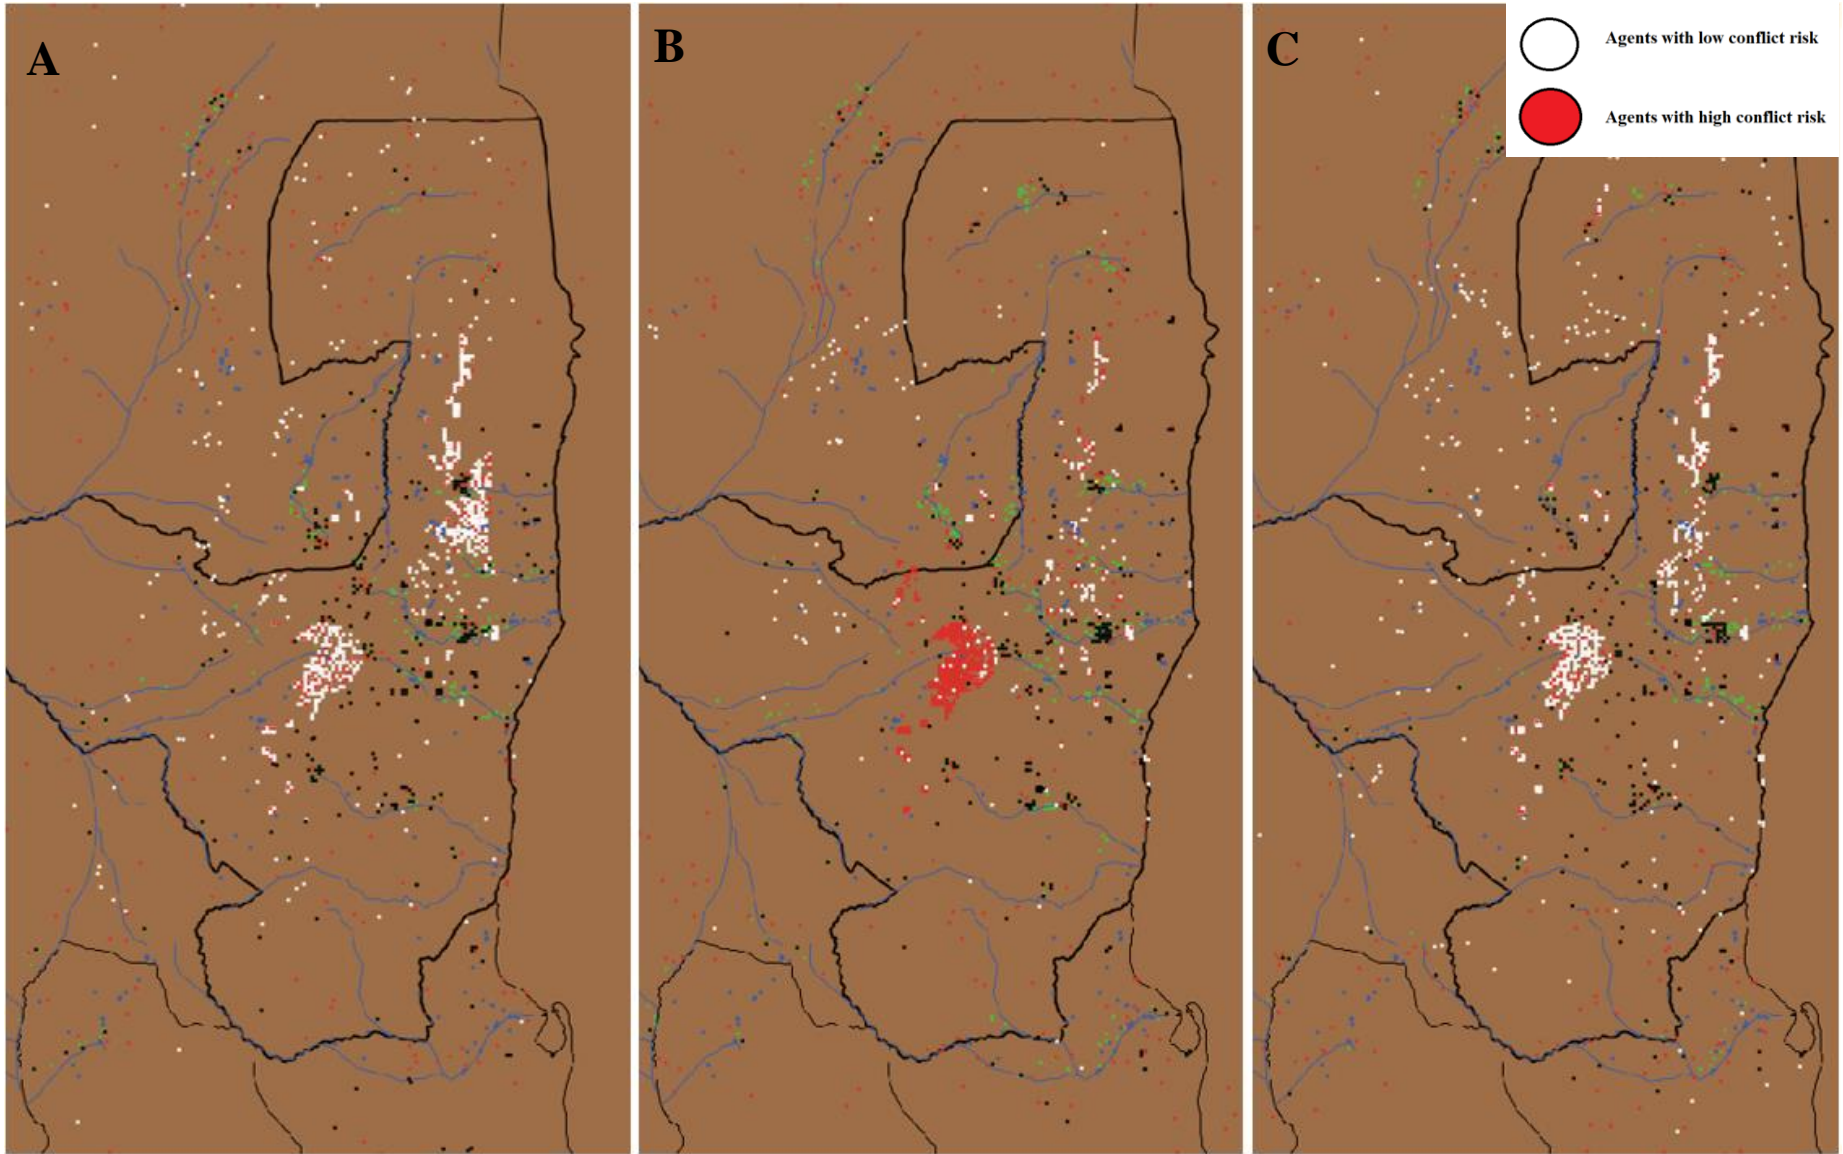 A
B
C
Agents with low conflict risk
Agents with high conflict risk